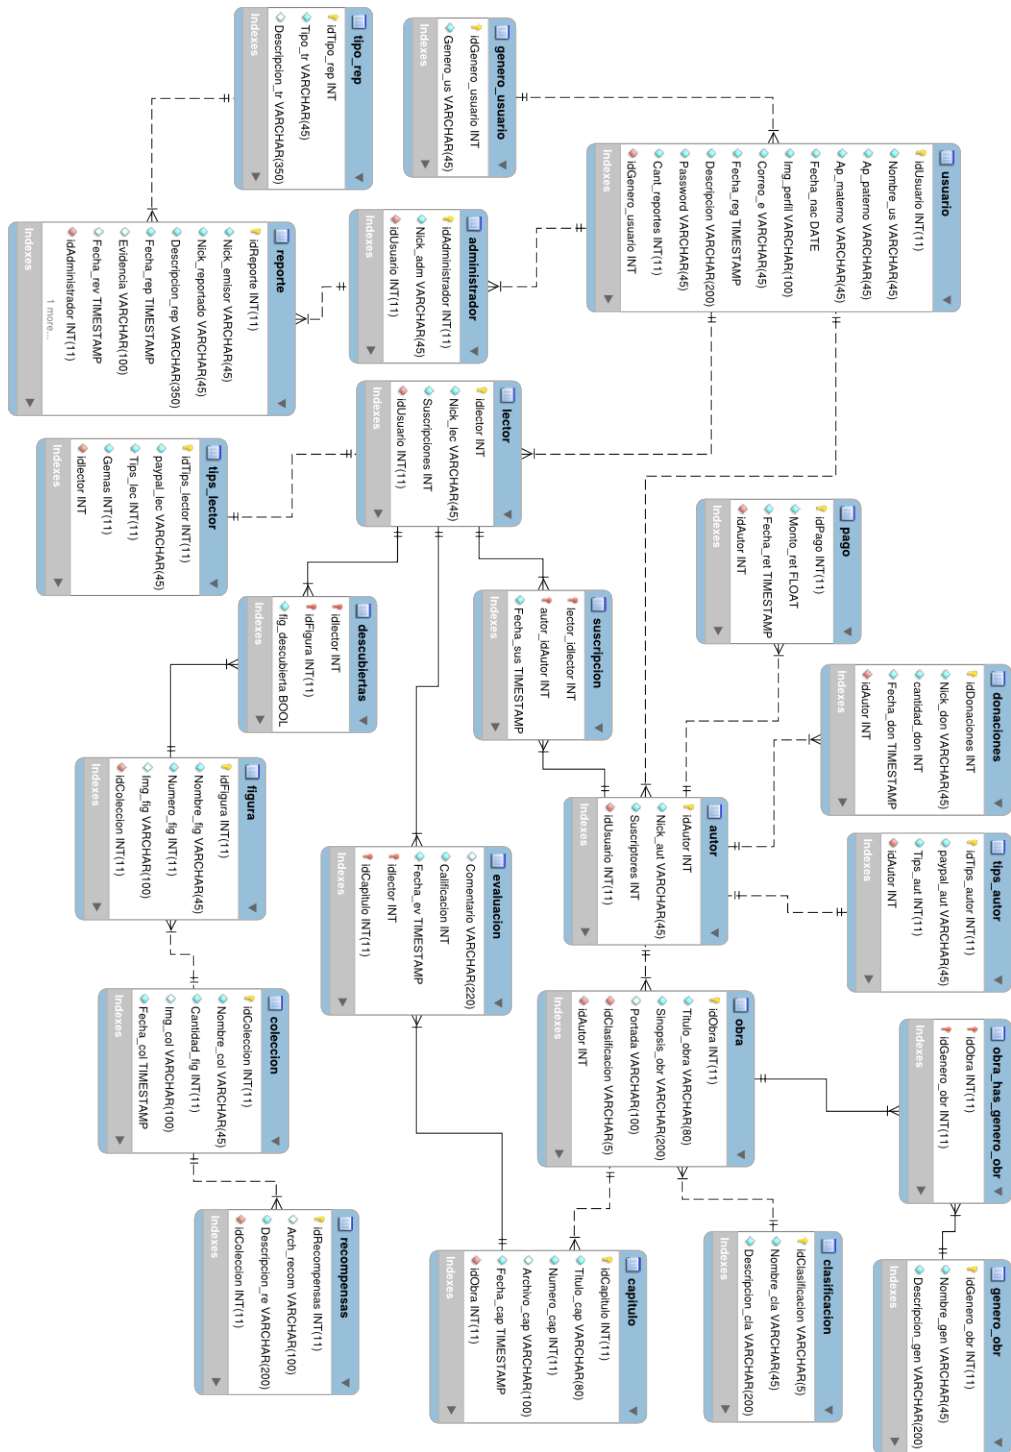 usuario
idUsuario INT(11)
Nombre_us VARCHAR(45)
Ap_paterno VARCHAR(45)
Ap_materno VARCHAR(45)
Fecha_nac DATE
Img_perfil VARCHAR(100)
Correo_e VARCHAR(45)
Fecha_reg TIMESTAMP
Descripcion VARCHAR(200)
Password VARCHAR(45)
Cant_reportes INT(11)
idGenero_usuario INT
Indexes
genero_usuario
idGenero_usuario INT
Genero_us VARCHAR(45)
Indexes
tipo_rep
idTipo_rep INT
Tipo_tr VARCHAR(45)
Descripcion_tr VARCHAR(350)
Indexes
administrador
idAdministrador INT(11)
Nick_adm VARCHAR(45)
idUsuario INT(11)
Indexes
reporte
idReporte INT(11)
Nick_emisor VARCHAR(45)
Nick_reportado VARCHAR(45)
Descripcion_rep VARCHAR(350)
Fecha_rep TIMESTAMP
Evidencia VARCHAR(100)
Fecha_rev TIMESTAMP
idAdministrador INT(11)
1 more...
Indexes
lector
idlector INT
Nick_lec VARCHAR(45)
Suscripciones INT
idUsuario INT(11)
Indexes
tips_lector
idTips_lector INT(11)
paypal_lec VARCHAR(45)
Tips_lec INT(11)
Gemas INT(11)
idlector INT
Indexes
pago
idPago INT(11)
Monto_ret FLOAT
Fecha_ret TIMESTAMP
idAutor INT
Indexes
suscripcion
lector_idlector INT
autor_idAutor INT
Fecha_sus TIMESTAMP
Indexes
descubiertas
idlector INT
idFigura INT(11)
fig_descubierta BOOL
Indexes
donaciones
idDonaciones INT
Nick_don VARCHAR(45)
cantidad_don INT
Fecha_don TIMESTAMP
idAutor INT
Indexes
tips_autor
idTips_autor INT(11)
paypal_aut VARCHAR(45)
Tips_aut INT(11)
idAutor INT
Indexes
autor
idAutor INT
Nick_aut VARCHAR(45)
Suscriptores INT
idUsuario INT(11)
Indexes
figura
idFigura INT(11)
Nombre_fig VARCHAR(45)
Numero_fig INT(11)
Img_fig VARCHAR(100)
idColeccion INT(11)
Indexes
evaluacion
Comentario VARCHAR(220)
Calificacion INT
Fecha_ev TIMESTAMP
idlector INT
idCapitulo INT(11)
Indexes
obra_has_genero_obr
idObra INT(11)
idGenero_obr INT(11)
Indexes
obra
idObra INT(11)
Titulo_obra VARCHAR(80)
Sinopsis_obr VARCHAR(200)
Portada VARCHAR(100)
idClasificacion VARCHAR(5)
idAutor INT
Indexes
coleccion
idColeccion INT(11)
Nombre_col VARCHAR(45)
Cantidad_fig INT(11)
Img_col VARCHAR(100)
Fecha_col TIMESTAMP
Indexes
genero_obr
idGenero_obr INT(11)
Nombre_gen VARCHAR(45)
Descripcion_gen VARCHAR(200)
Indexes
clasificacion
idClasificacion VARCHAR(5)
Nombre_cla VARCHAR(45)
Descripcion_cla VARCHAR(200)
Indexes
capitulo
idCapitulo INT(11)
Titulo_cap VARCHAR(80)
Numero_cap INT(11)
Archivo_cap VARCHAR(100)
Fecha_cap TIMESTAMP
idObra INT(11)
Indexes
recompensas
idRecompensas INT(11)
Arch_recom VARCHAR(100)
Descripcion_re VARCHAR(200)
idColeccion INT(11)
Indexes